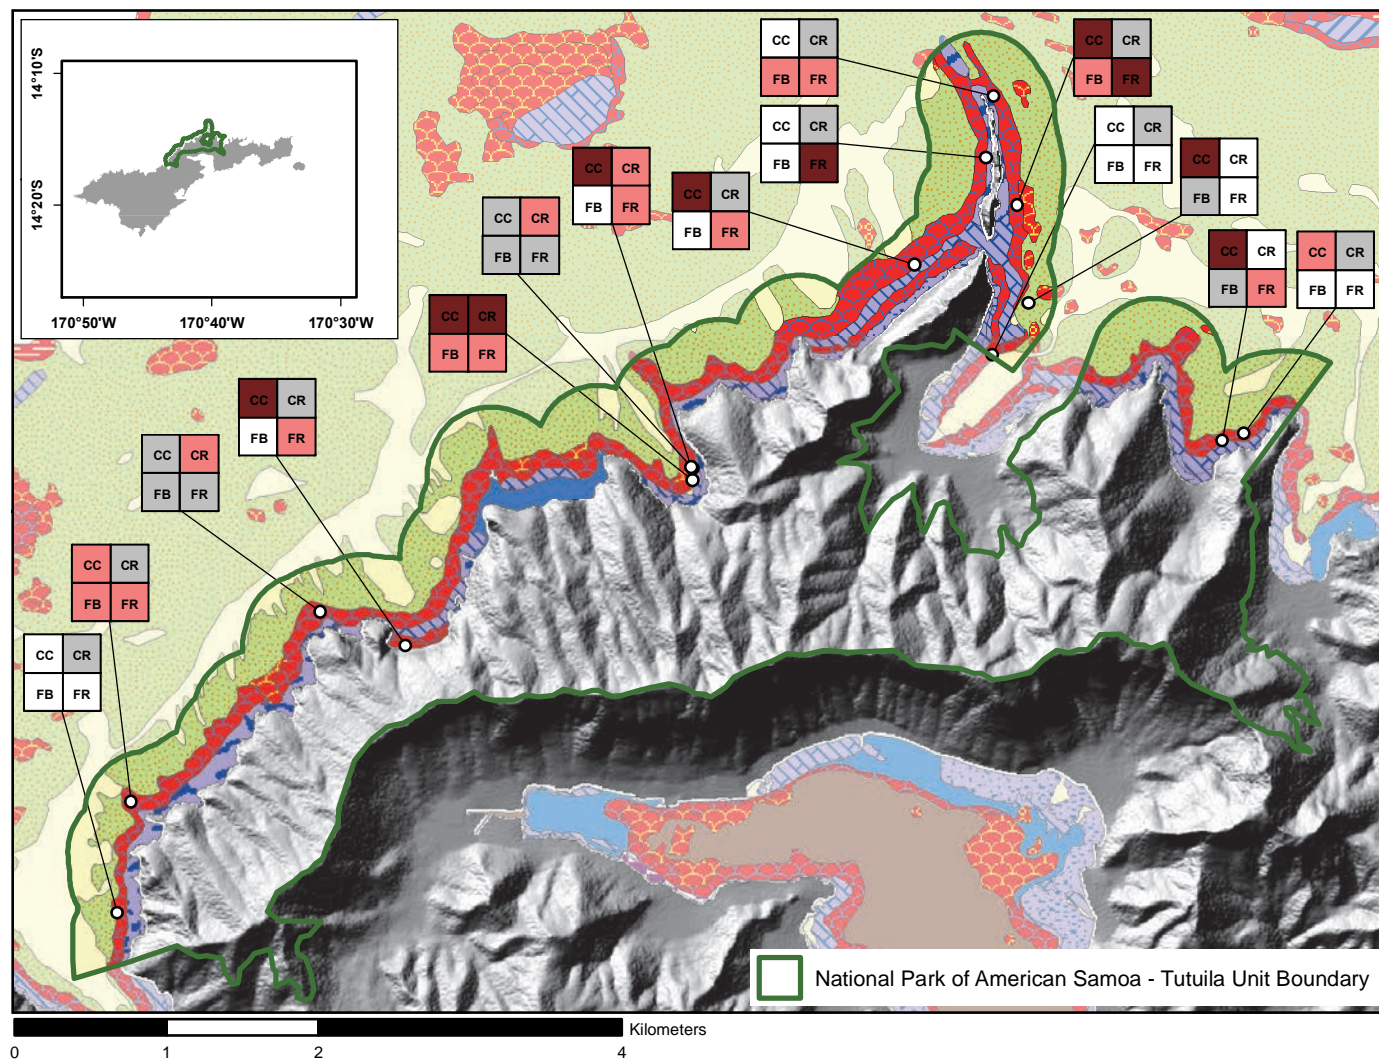 14°10'S
14°20'S
170°50'W 170°40'W 170°30'W
CC CR
FB FR
CC CR
FB FR
CC CR
FB FR
CC CR
FB FR
CC CR
FB FR
CC CR
FB FR
CC CR
FB FR
CC CR
FB FR
CC CR
FB FR
CC CR
FB FR
CC CR
FB FR
CC CR
FB FR
CC CR
FB FR
CC CR
FB FR
CC CR
FB FR
National Park of American Samoa - Tutuila Unit Boundary
Kilometers
0 1 2 4